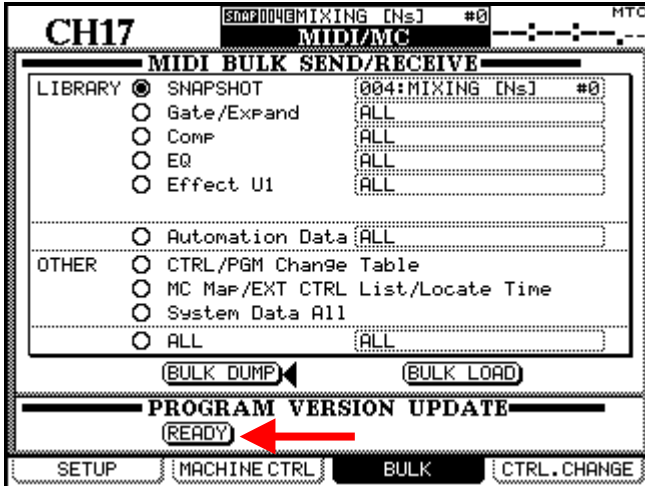 CH17 SNAP 004 MIXING [Ns] #0 MTC
MIDI/MC --:--:--.--
MIDI BULK SEND/RECEIVE
LIBRARY SNAPSHOT 004:MIXING [Ns] #0
Gate/Expand ALL
Comp ALL
EQ ALL
Effect U1 ALL
Automation Data ALL
OTHER CTRL/PGM Change Table
MC Map/EXT CTRL List/Locate Time
System Data All
ALL ALL
BULK DUMP BULK LOAD
PROGRAM VERSION UPDATE
READY
SETUP MACHINE CTRL BULK CTRL.CHANGE